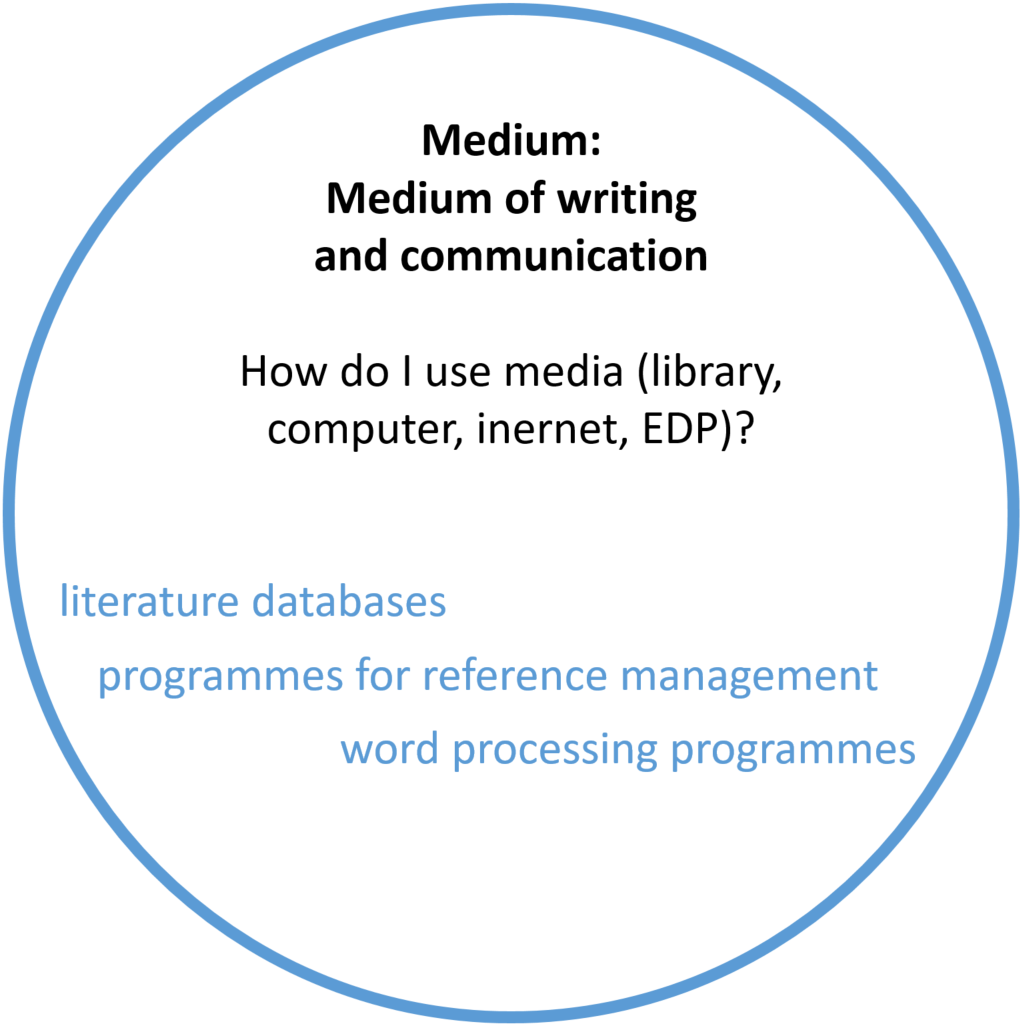 Medium:
Medium of writing
and communication
How do I use media (library,
computer, inernet, EDP)?
literature databases
programmes for reference management
word processing programmes